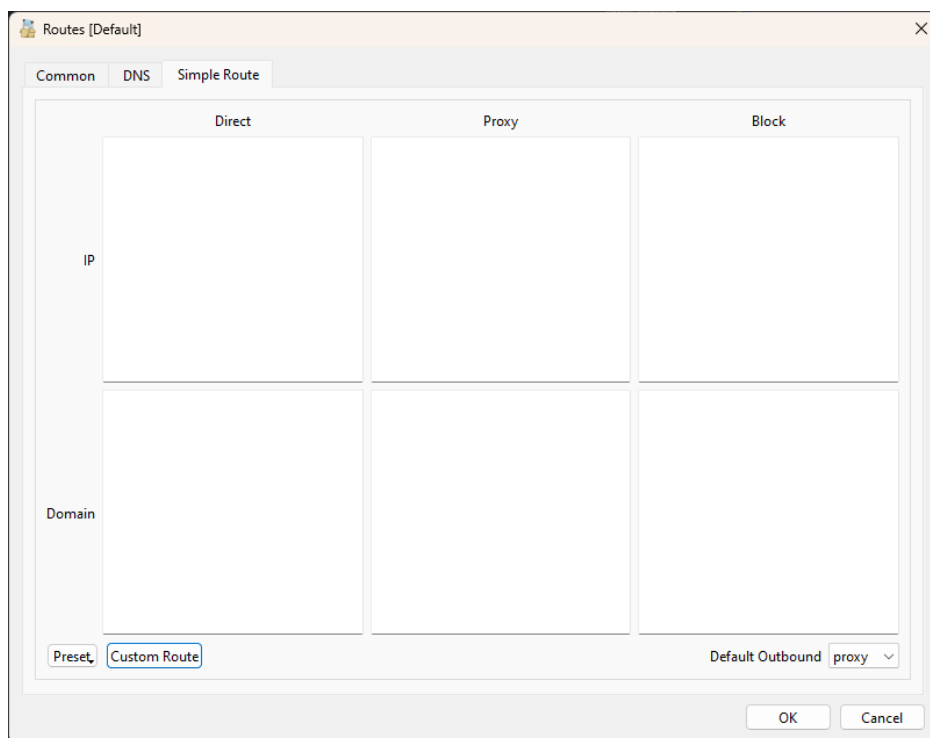 Routes [Default]
Common DNS Simple Route
Direct Proxy Block
IP
Domain
Preset Custom Route Default Outbound proxy
OK Cancel